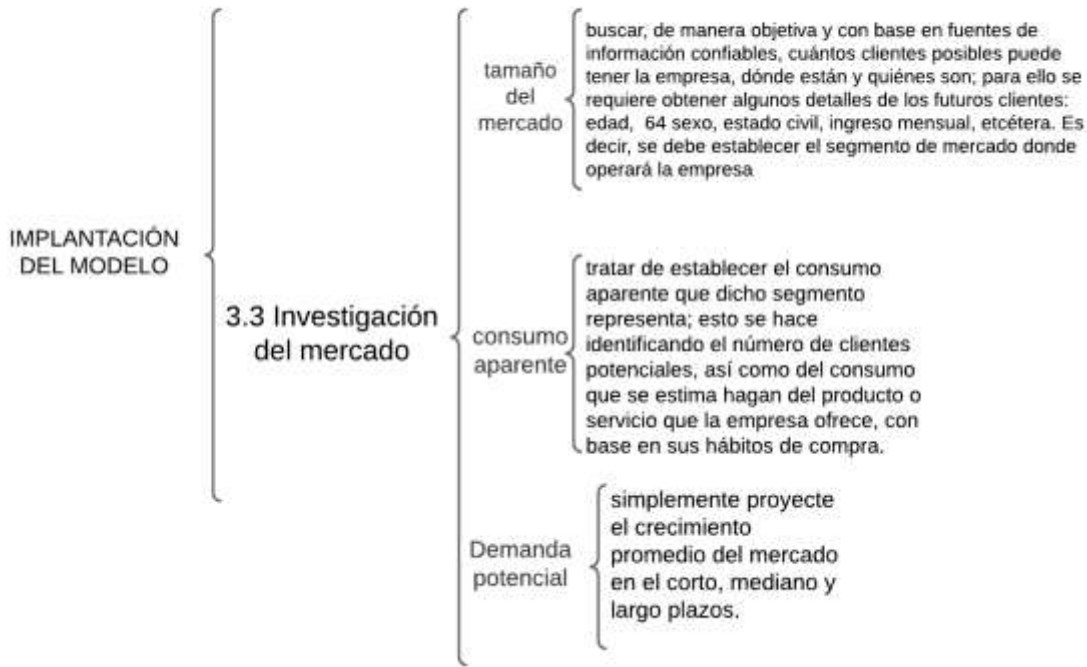 IMPLANTACIÓN
DEL MODELO
3.3 Investigación
del mercado
tamaño
del
mercado
buscar, de manera objetiva y con base en fuentes de
información confiables, cuántos clientes posibles puede
tener la empresa, dónde están y quiénes son; para ello se
requiere obtener algunos detalles de los futuros clientes:
edad, 64 sexo, estado civil, ingreso mensual, etcétera. Es
decir, se debe establecer el segmento de mercado donde
operará la empresa
consumo
aparente
tratar de establecer el consumo
aparente que dicho segmento
representa; esto se hace
identificando el número de clientes
potenciales, así como del consumo
que se estima hagan del producto o
servicio que la empresa ofrece, con
base en sus hábitos de compra.
Demanda
potencial
simplemente proyecte
el crecimiento
promedio del mercado
en el corto, mediano y
largo plazos.